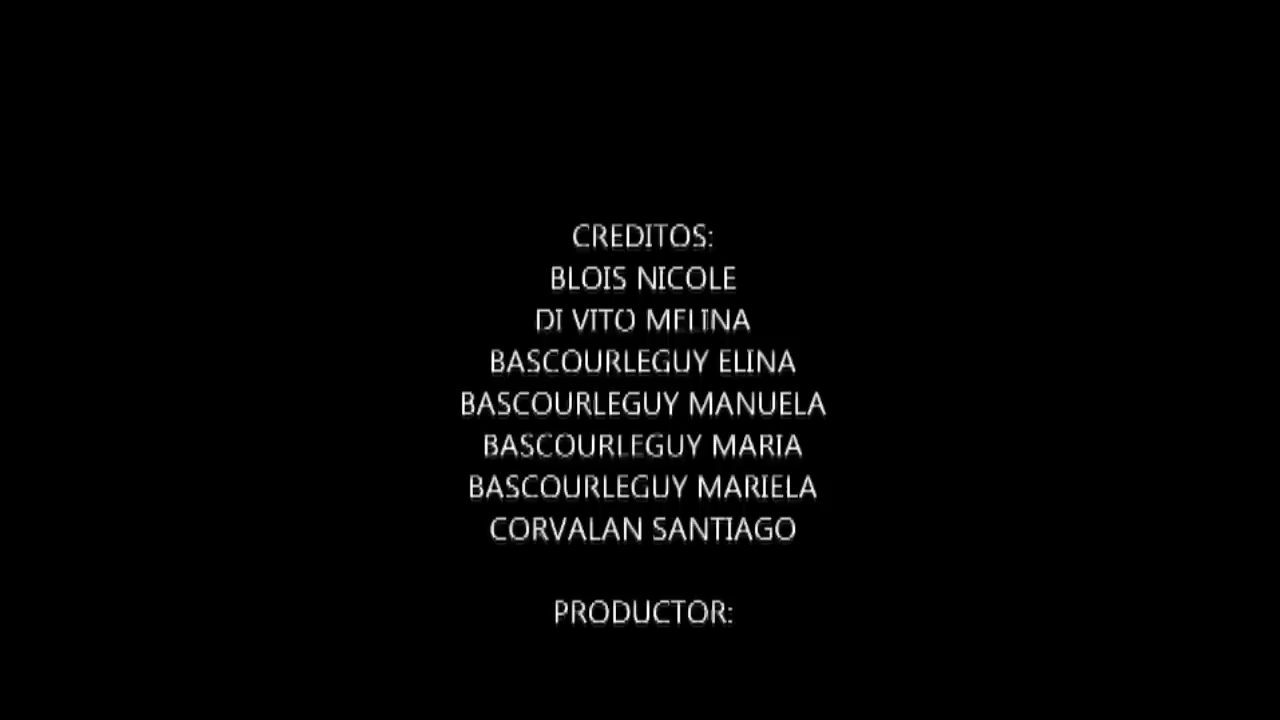 CREDITOS:
BLOIS NICOLE
DI VITO MELINA
BASCOURLEGUY ELINA
BASCOURLEGUY MANUELA
BASCOURLEGUY MARIA
BASCOURLEGUY MARIELA
CORVALAN SANTIAGO
PRODUCTOR: